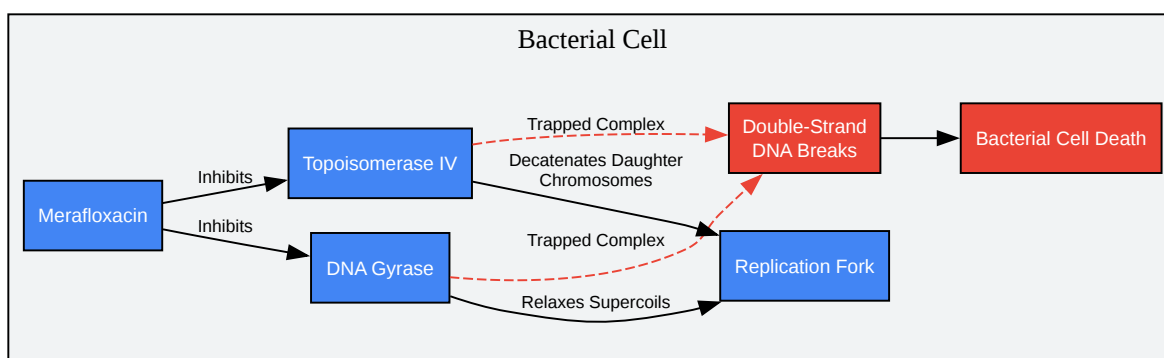 Bacterial Cell
Merafloxacin
Inhibits
Inhibits
Topoisomerase IV
DNA Gyrase
Trapped Complex
Decatenates Daughter
Chromosomes
Trapped Complex
Relaxes Supercoils
Double-Strand
DNA Breaks
Replication Fork
Bacterial Cell Death